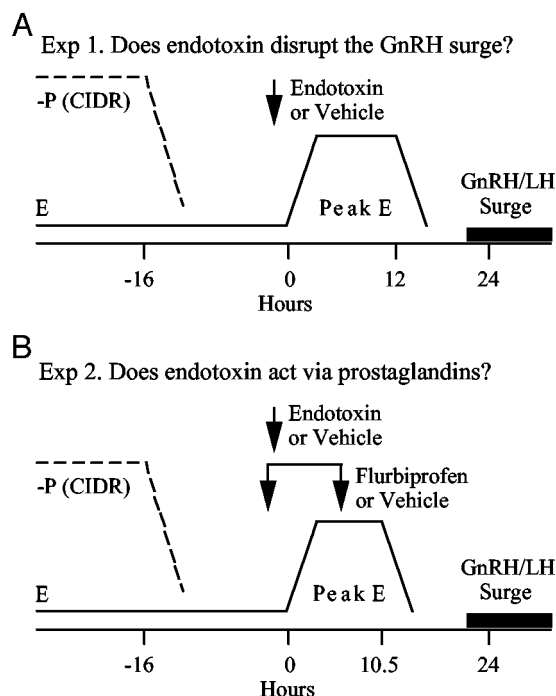 A
Exp 1. Does endotoxin disrupt the GnRH surge?
-P (CIDR)
Endotoxin
or Vehicle
E
Peak E
GnRH/LH
Surge
-16
0
12
24
Hours
B
Exp 2. Does endotoxin act via prostaglandins?
Endotoxin
or Vehicle
-P (CIDR)
Flurbiprofen
or Vehicle
E
Peak E
GnRH/LH
Surge
-16
0
10.5
24
Hours